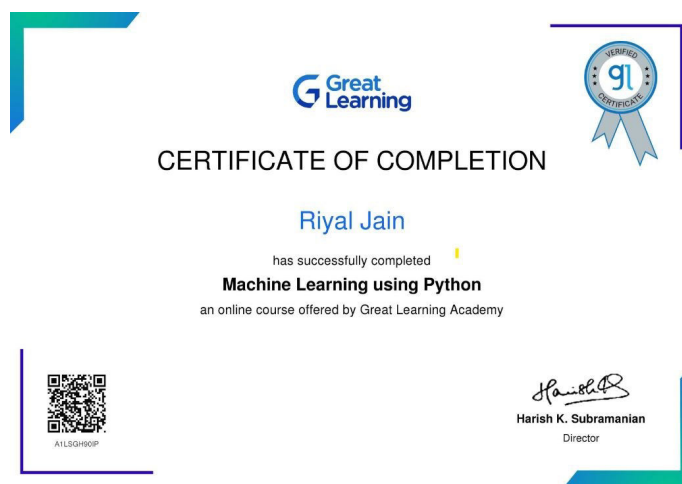 Great
Learning
VERIFIED
gl
CERTIFICATE
CERTIFICATE OF COMPLETION
Riyal Jain
has successfully completed
Machine Learning using Python
an online course offered by Great Learning Academy
A1LSGH90IP
Harish K. Subramanian
Director